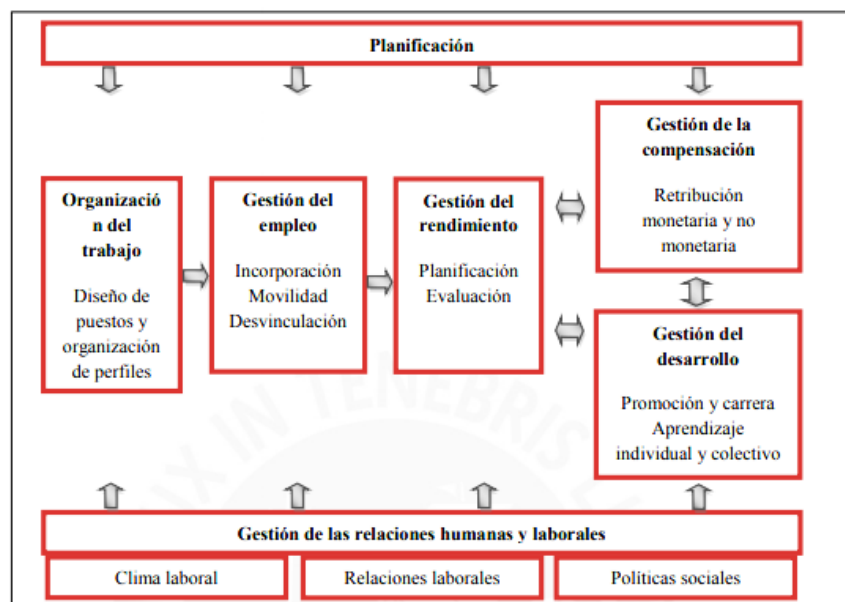 Planificación
Gestión de la
compensación
Retribución
monetaria y no
monetaria
Organizació
n del
trabajo
Diseño de
puestos y
organización
de perfiles
Gestión del
empleo
Incorporación
Movilidad
Desvinculación
Gestión del
rendimiento
Planificación
Evaluación
Gestión del
desarrollo
Promoción y carrera
Aprendizaje
individual y colectivo
Gestión de las relaciones humanas y laborales
Clima laboral
Relaciones laborales
Políticas sociales